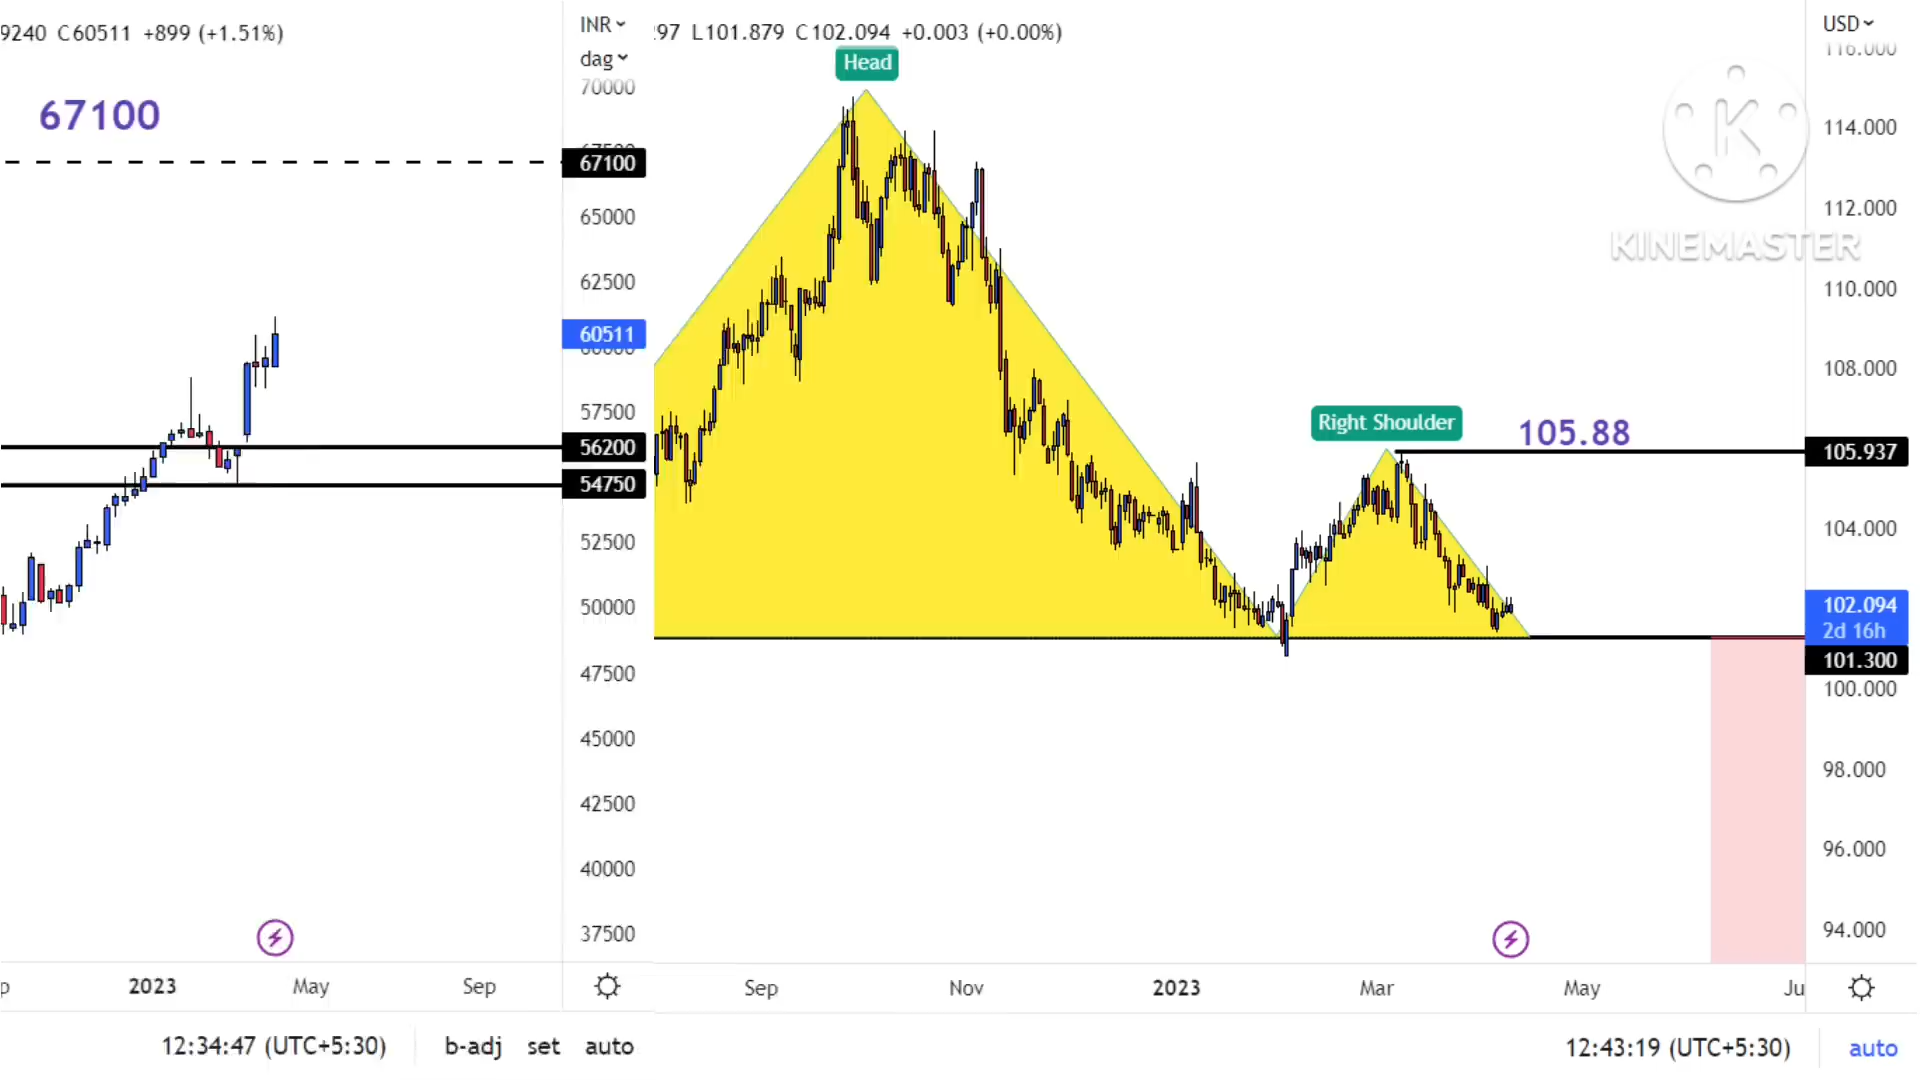 9240 C60511 +899 (+1.51%)
67100
INR
dag
70000
67100
65000
62500
60511
57500
56200
54750
52500
50000
47500
45000
42500
40000
37500
2023
May
Sep
12:34:47 (UTC+5:30)
b-adj set auto
L101.879 C102.094 +0.003 (+0.00%)
Head
Right Shoulder
105.88
USD
116.000
114.000
112.000
110.000
108.000
105.937
104.000
102.094
2d 16h
101.300
100.000
98.000
96.000
94.000
K
KINEMASTER
Sep
Nov
2023
Mar
May
Ju
12:43:19 (UTC+5:30)
auto